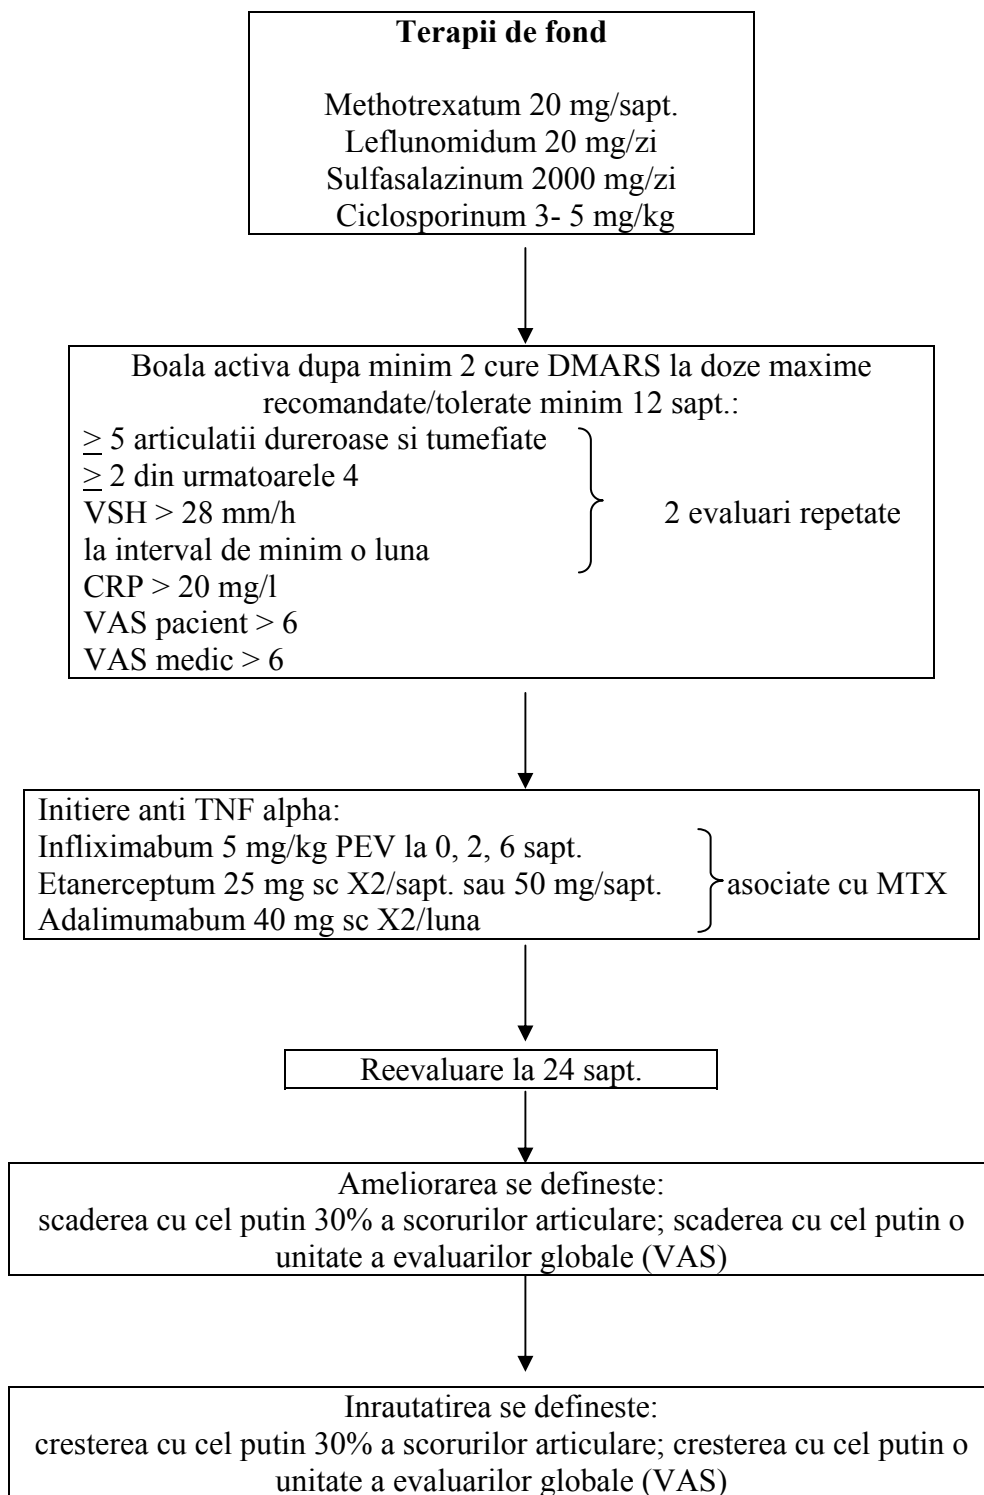 Terapii de fond
Methotrexatum 20 mg/sapt.
Leflunomidum 20 mg/zi
Sulfasalazinum 2000 mg/zi
Ciclosporinum 3- 5 mg/kg
Boala activa dupa minim 2 cure DMARS la doze maxime
recomandate/tolerate minim 12 sapt.:
≥ 5 articulatii dureroase si tumefiate
≥ 2 din urmatoarele 4
VSH > 28 mm/h
2 evaluari repetate
la interval de minim o luna
CRP > 20 mg/l
VAS pacient > 6
VAS medic > 6
Initiere anti TNF alpha:
Infliximabum 5 mg/kg PEV la 0, 2, 6 sapt.
Etanerceptum 25 mg sc X2/sapt. sau 50 mg/sapt.
asociate cu MTX
Adalimumabum 40 mg sc X2/luna
Reevaluare la 24 sapt.
Ameliorarea se defineste:
scaderea cu cel putin 30% a scorurilor articulare; scaderea cu cel putin o
unitate a evaluarilor globale (VAS)
Inrautatirea se defineste:
cresterea cu cel putin 30% a scorurilor articulare; cresterea cu cel putin o
unitate a evaluarilor globale (VAS)